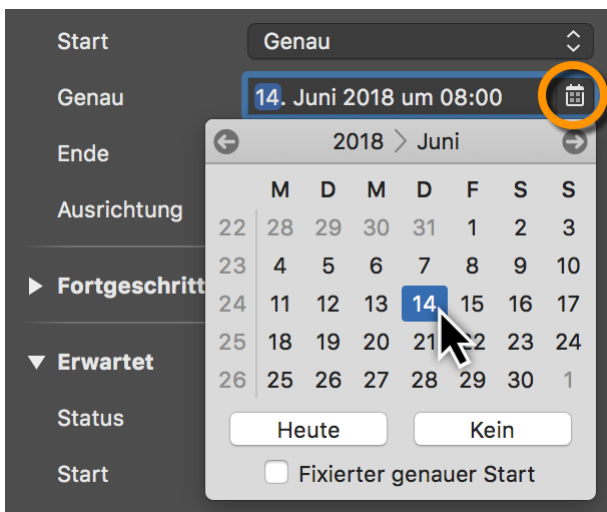 Start Genau
Genau 14. Juni 2018 um 08:00
Ende 2018 > Juni
M D M D F S S
Ausrichtung
22 28 29 30 31 1 2 3
23 4 5 6 7 8 9 10
Fortgeschritt
24 11 12 13 14 15 16 17
25 18 19 20 21 22 23 24
Erwartet
26 25 26 27 28 29 30 1
Status Heute Kein
Start Fixierter genauer Start